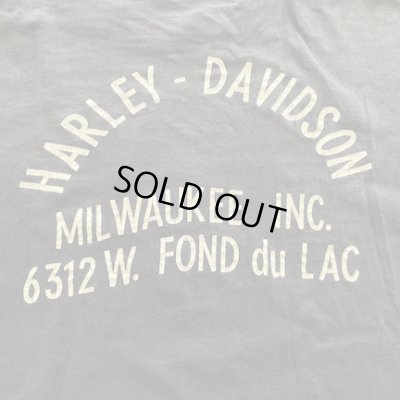 HARLEY - DAVIDSON
SOLD OUT
MILWAUKEE, INC.
6312 W. FOND du LAC